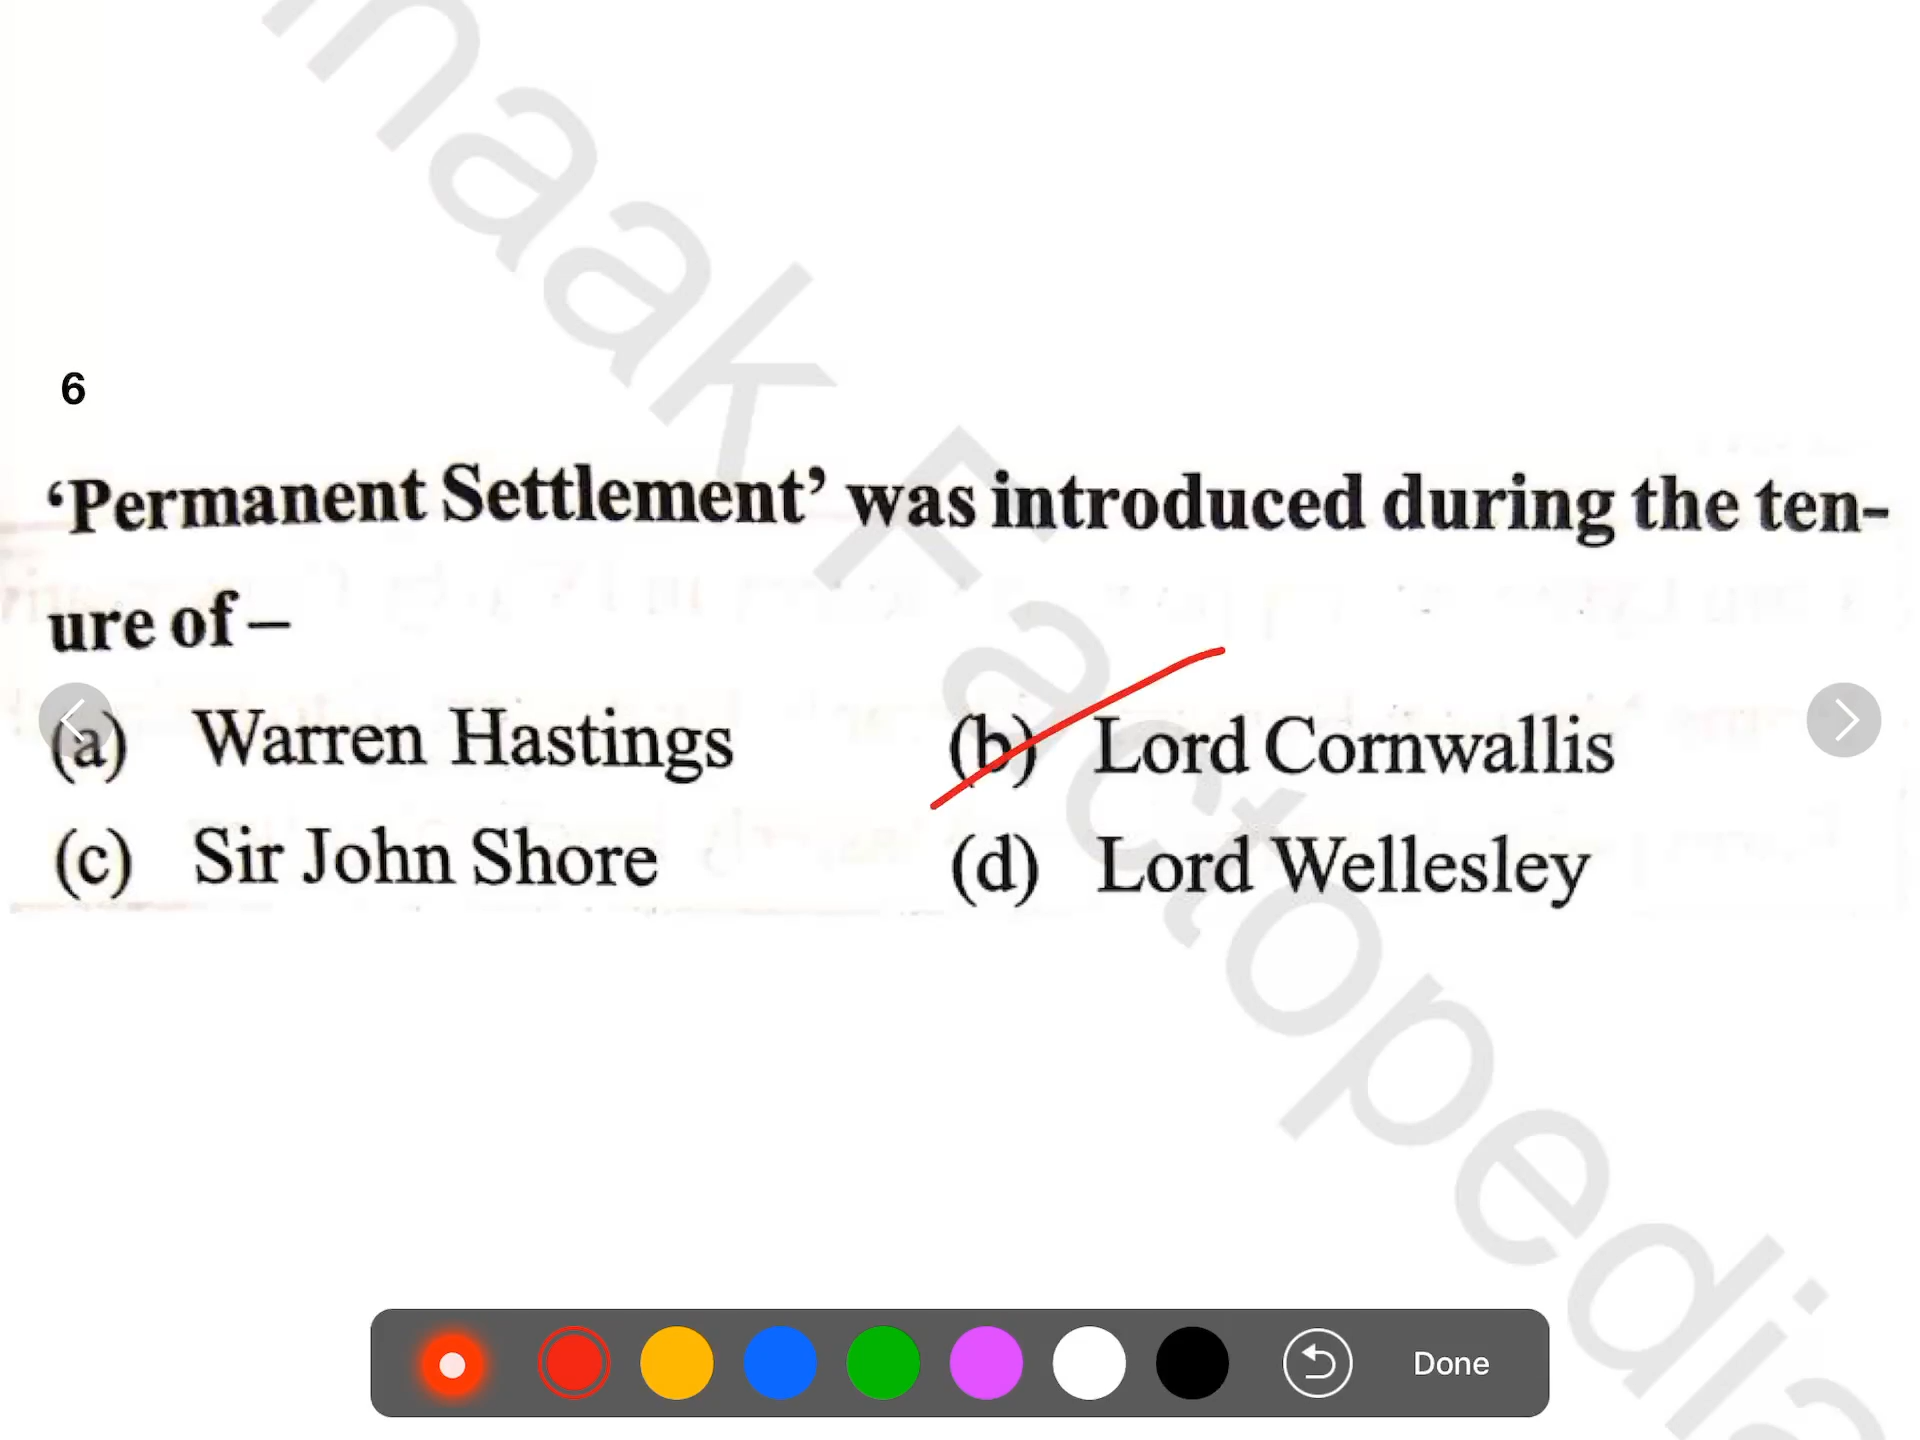 6
‘Permanent Settlement’ was introduced during the ten-
ure of –
(a) Warren Hastings (b) Lord Cornwallis
(c) Sir John Shore (d) Lord Wellesley
Factopedia
Done